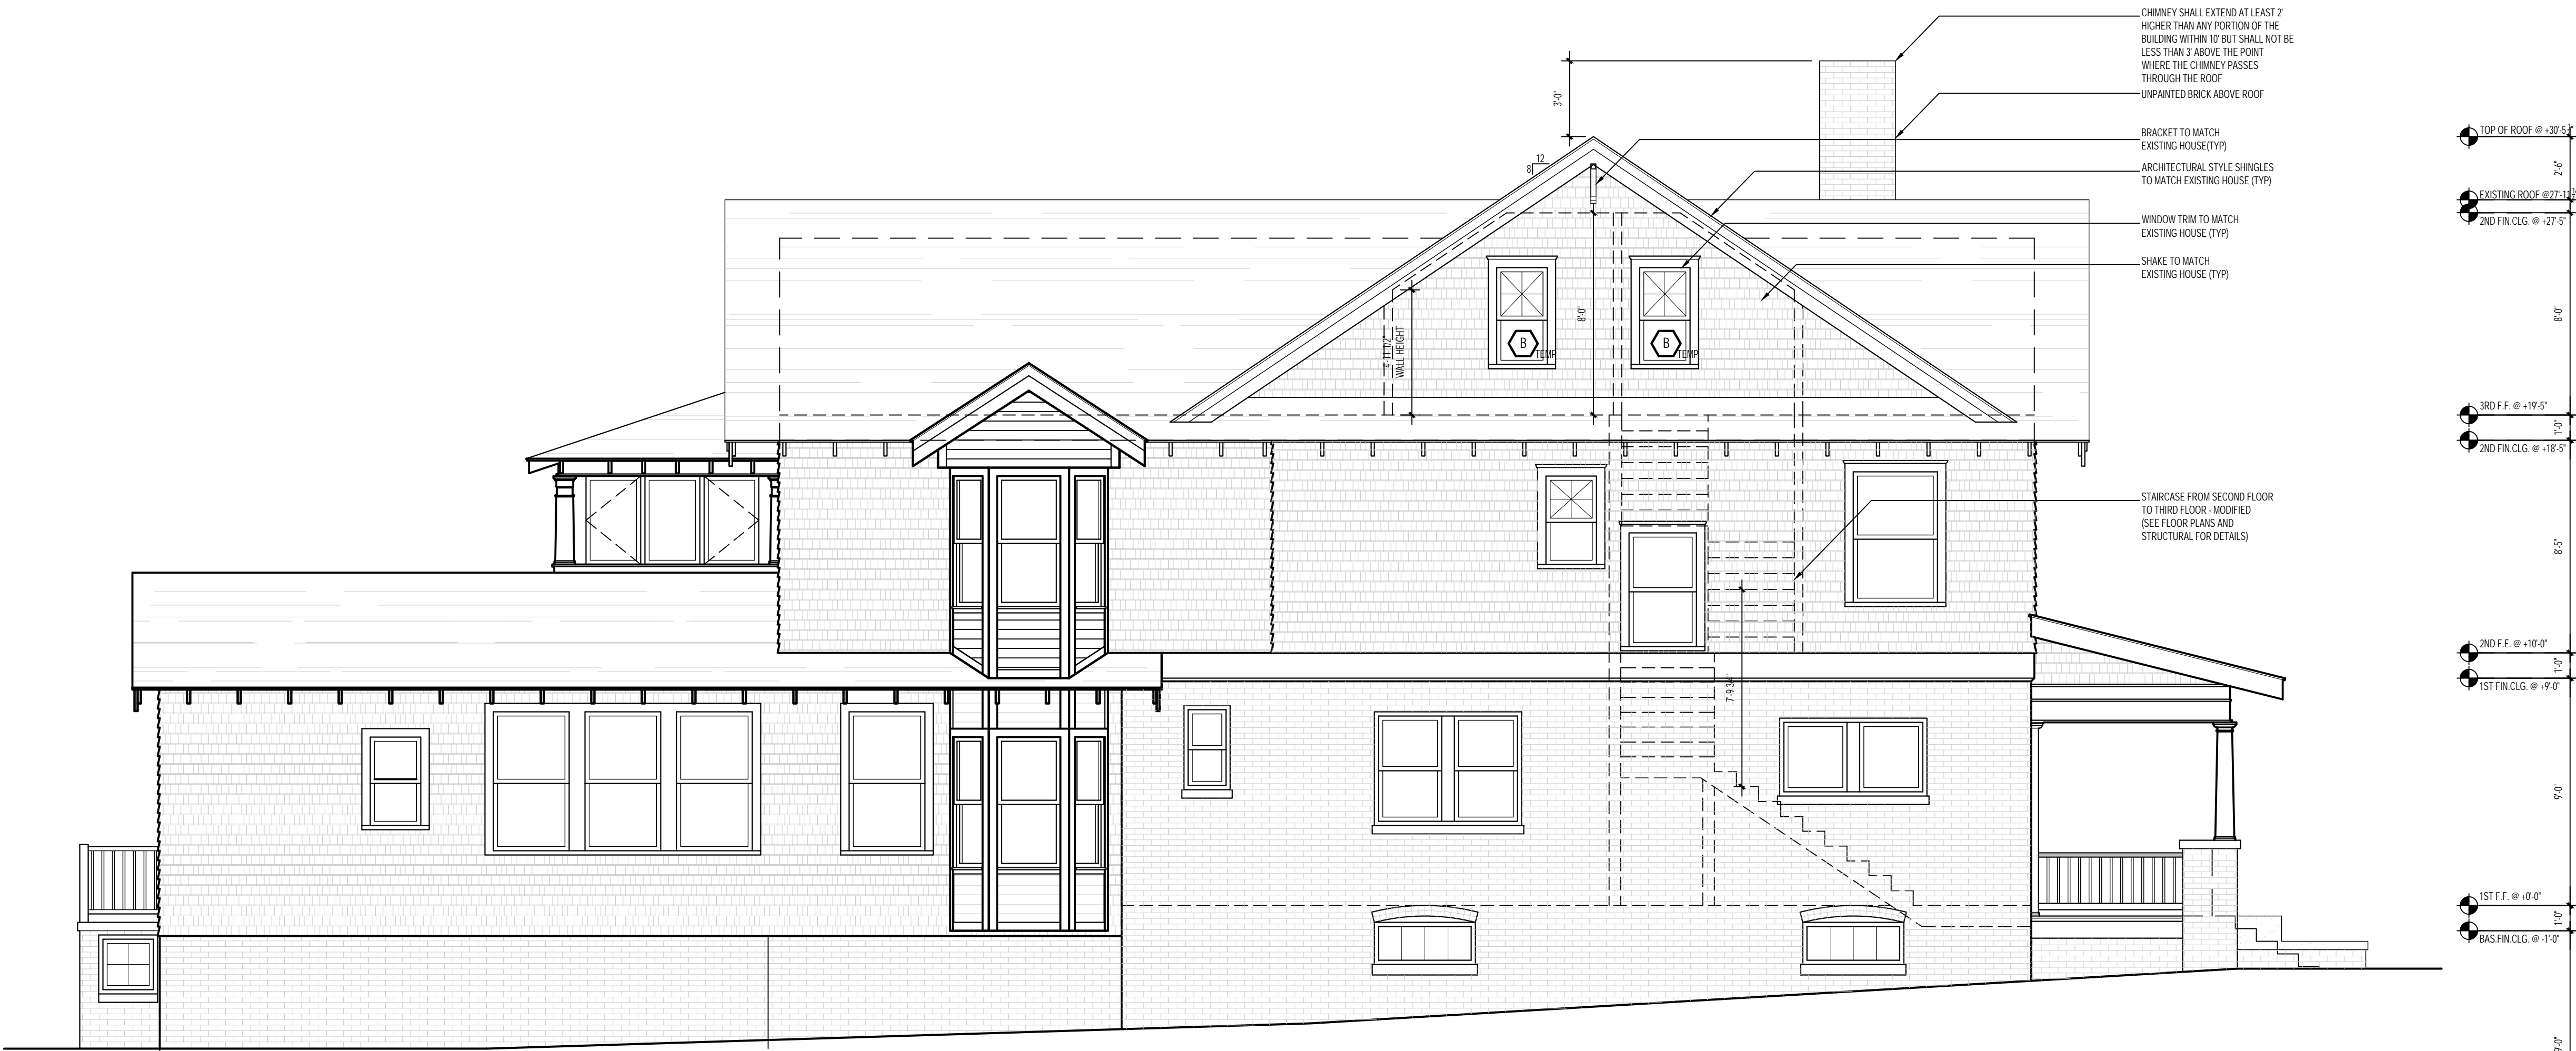 CHIMNEY SHALL EXTEND AT LEAST 2'
HIGHER THAN ANY PORTION OF THE
BUILDING WITHIN 10' BUT SHALL NOT BE
LESS THAN 3' ABOVE THE POINT
WHERE THE CHIMNEY PASSES
THROUGH THE ROOF
UNPAINTED BRICK ABOVE ROOF
BRACKET TO MATCH
EXISTING HOUSE(TYP)
ARCHITECTURAL STYLE SHINGLES
TO MATCH EXISTING HOUSE (TYP)
WINDOW TRIM TO MATCH
EXISTING HOUSE (TYP)
SHAKE TO MATCH
EXISTING HOUSE (TYP)
STAIRCASE FROM SECOND FLOOR
TO THIRD FLOOR - MODIFIED
(SEE FLOOR PLANS AND
STRUCTURAL FOR DETAILS)
3'-0"
12
8
8'-0"
4'-11 1/2"
WALL HEIGHT
B
TEMP
B
TEMP
7'-9 3/4"
TOP OF ROOF @ +30'-5
2'-6"
EXISTING ROOF @27'-11
2ND FIN.CLG. @ +27'-5"
8'-0"
3RD F.F. @ +19'-5"
1'-0"
2ND FIN.CLG. @ +18'-5"
8'-5"
2ND F.F. @ +10'-0"
1'-0"
1ST FIN.CLG. @ +9'-0"
9'-0"
1ST F.F. @ +0'-0"
1'-0"
BAS.FIN.CLG. @ -1'-0"